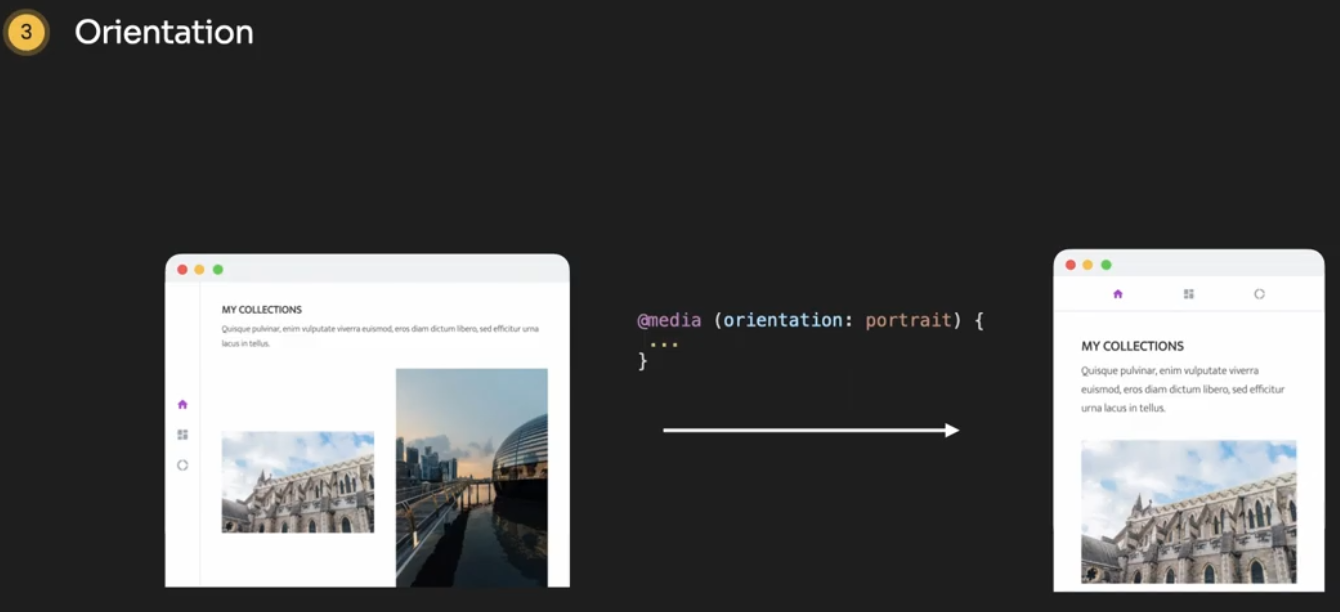 3 Orientation
MY COLLECTIONS
Quisque pulvinar, enim vulputate viverra euismod, eros diam dictum libero, sed efficitur urna
lacus in tellus.
@media (orientation: portrait) {
...
}
MY COLLECTIONS
Quisque pulvinar, enim vulputate viverra
euismod, eros diam dictum libero, sed efficitur
urna lacus in tellus.